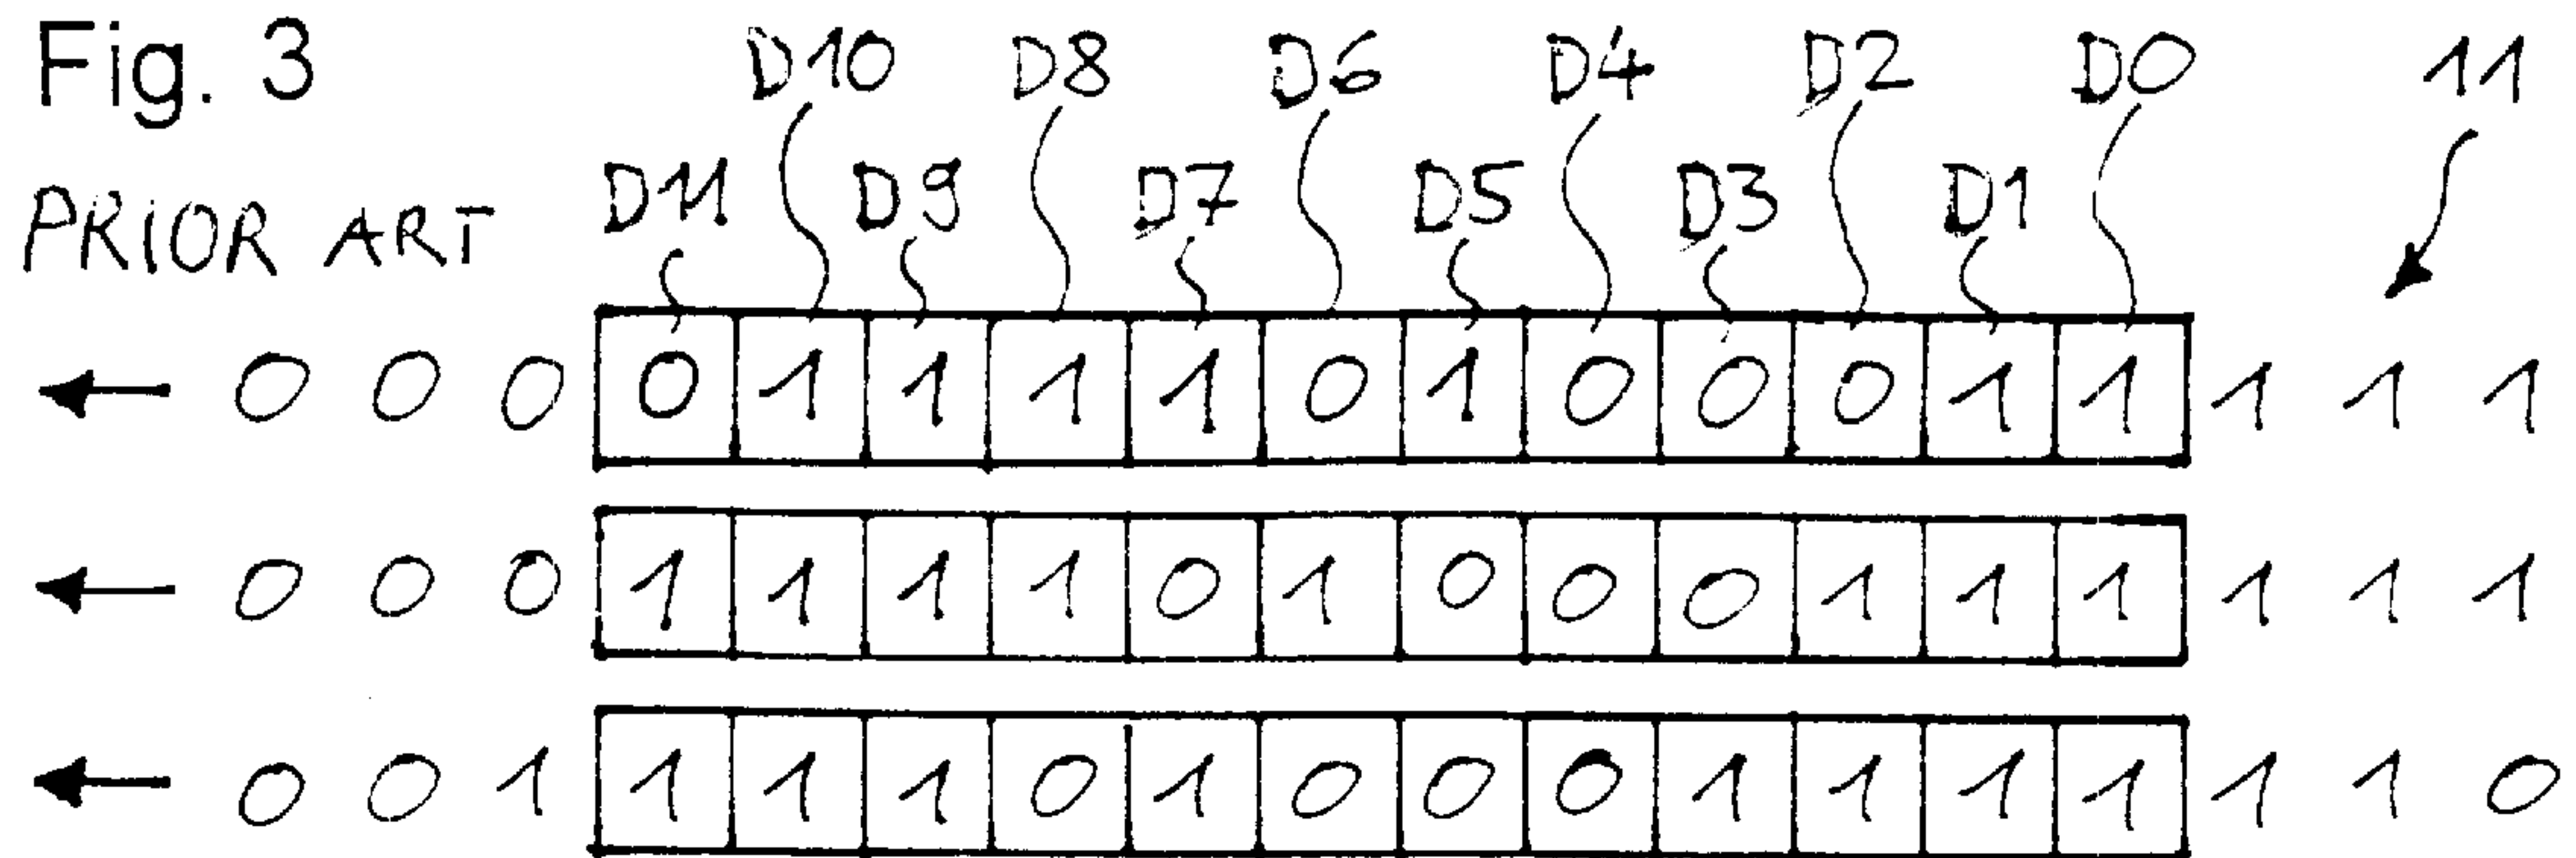 Fig. 3
D10 D8 D6 D4 D2 D0 11
PRIOR ART
D11 D9 D7 D5 D3 D1
0 0 0 0 1 1 1 1 0 1 0 0 0 1 1 1 1 1
0 0 0 1 1 1 1 0 1 0 0 0 1 1 1 1 1 1
0 0 1 1 1 1 0 1 0 0 0 1 1 1 1 1 1 0